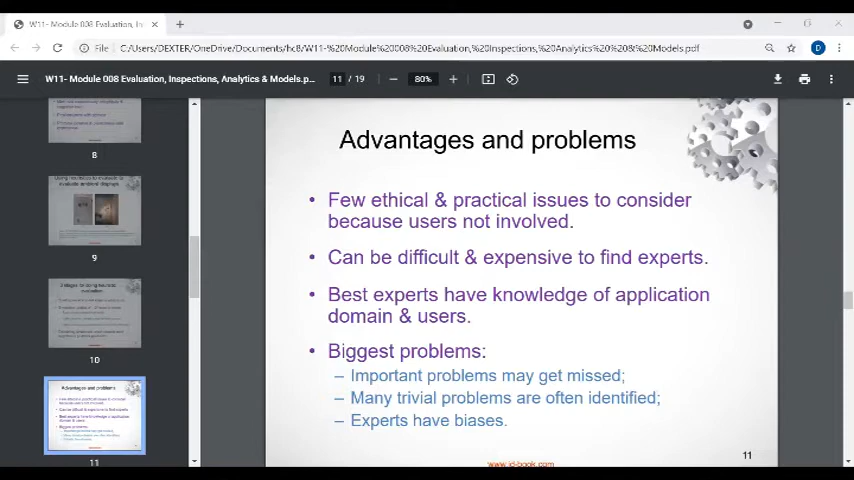 W11- Module 008 Evaluation, In
File
C:/Users/DEXTER/OneDrive/Documents/hc8/W11-%20Module%20008%20Evaluation,%20Inspections,%20Analytics%20%20&%20Models.pdf
D
W11- Module 008 Evaluation, Inspections, Analytics & Models.p...
11 / 19
80%
8
9
10
Advantages and problems
11
Advantages and problems
• Few ethical & practical issues to consider
because users not involved.
• Can be difficult & expensive to find experts.
• Best experts have knowledge of application
domain & users.
• Biggest problems:
– Important problems may get missed;
– Many trivial problems are often identified;
– Experts have biases.
www.id-book.com
11